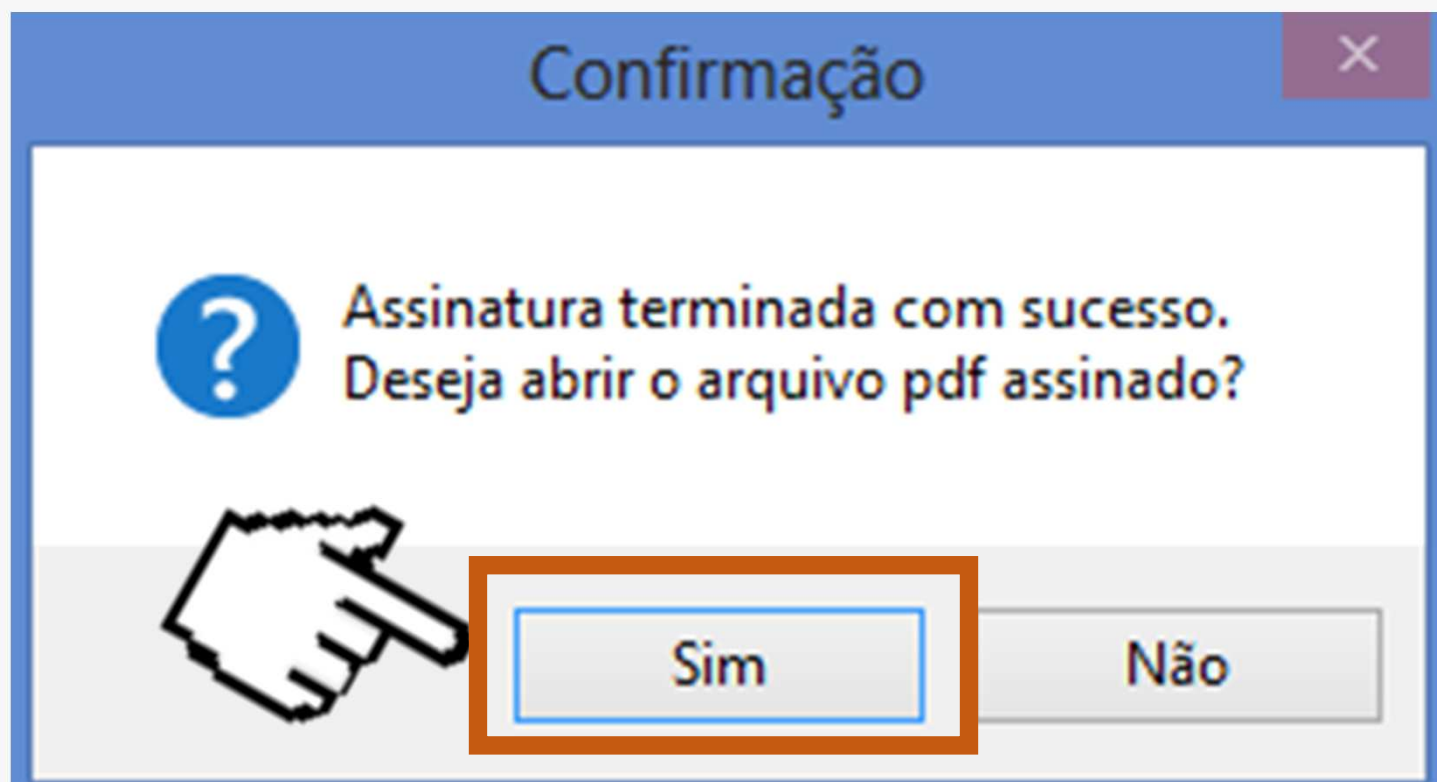 Confirmação
Assinatura terminada com sucesso.
Deseja abrir o arquivo pdf assinado?
Sim
Não